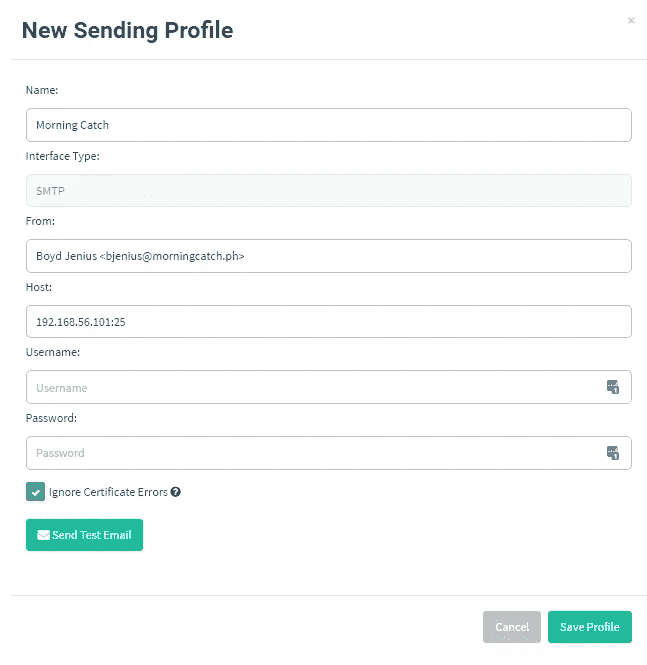 New Sending Profile
×
Name:
Morning Catch
Interface Type:
SMTP
From:
Boyd Jenius <bjenius@morningcatch.ph>
Host:
192.168.56.101:25
Username:
Username
Password:
Password
Ignore Certificate Errors
Send Test Email
Cancel
Save Profile